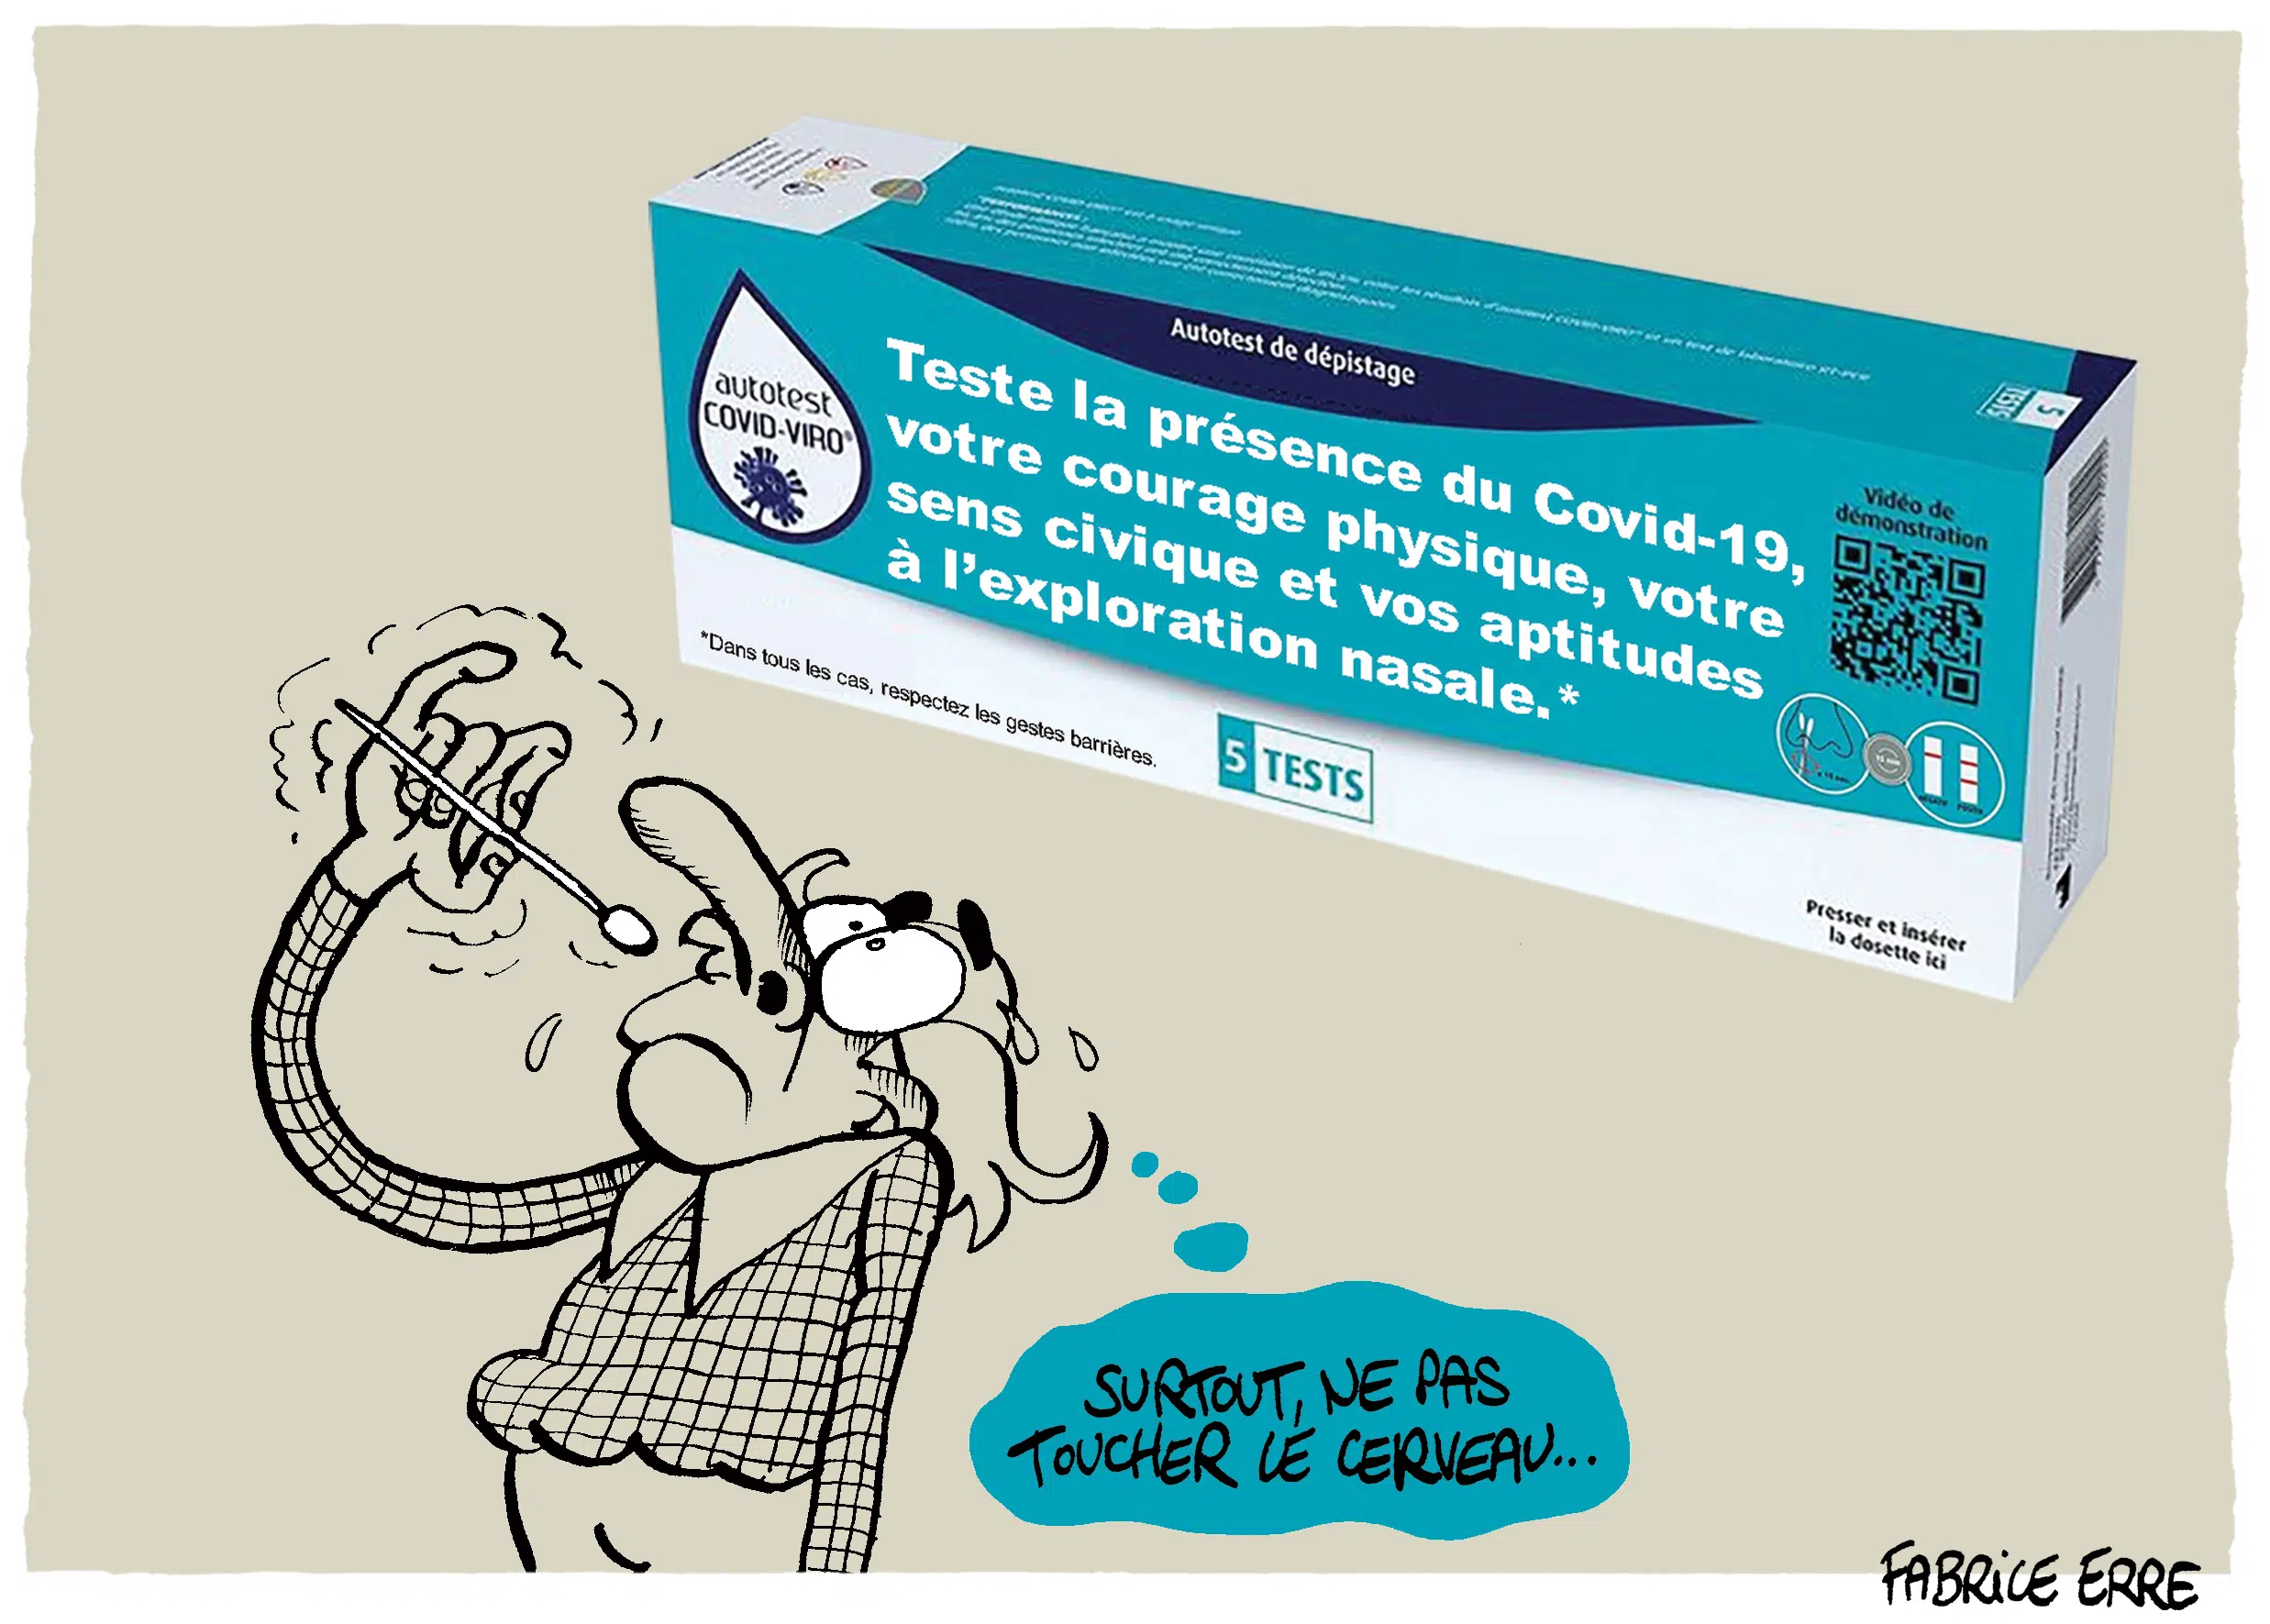 autotest
COVID-VIRO®
Autotest de dépistage
Teste la présence du Covid-19,
votre courage physique, votre
sens civique et vos aptitudes
à l’exploration nasale.*
*Dans tous les cas, respectez les gestes barrières.
5 TESTS
Vidéo de
démonstration
Presser et insérer
la dosette ici
5
TESTS
SURTOUT, NE PAS
TOUCHER LE CERVEAU...
FABRICE ERRE